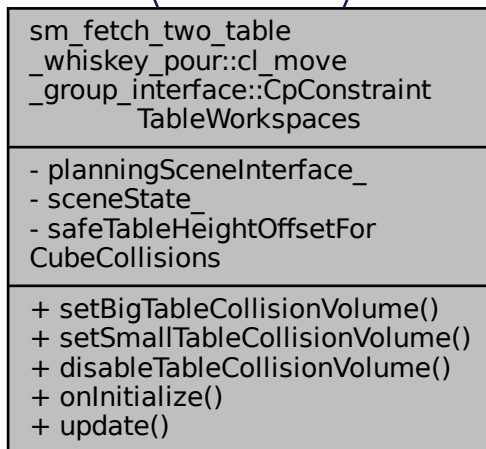 sm_fetch_two_table
_whiskey_pour::cl_move
_group_interface::CpConstraint
TableWorkspaces
- planningSceneInterface_
- sceneState_
- safeTableHeightOffsetFor
CubeCollisions
+ setBigTableCollisionVolume()
+ setSmallTableCollisionVolume()
+ disableTableCollisionVolume()
+ onInitialize()
+ update()